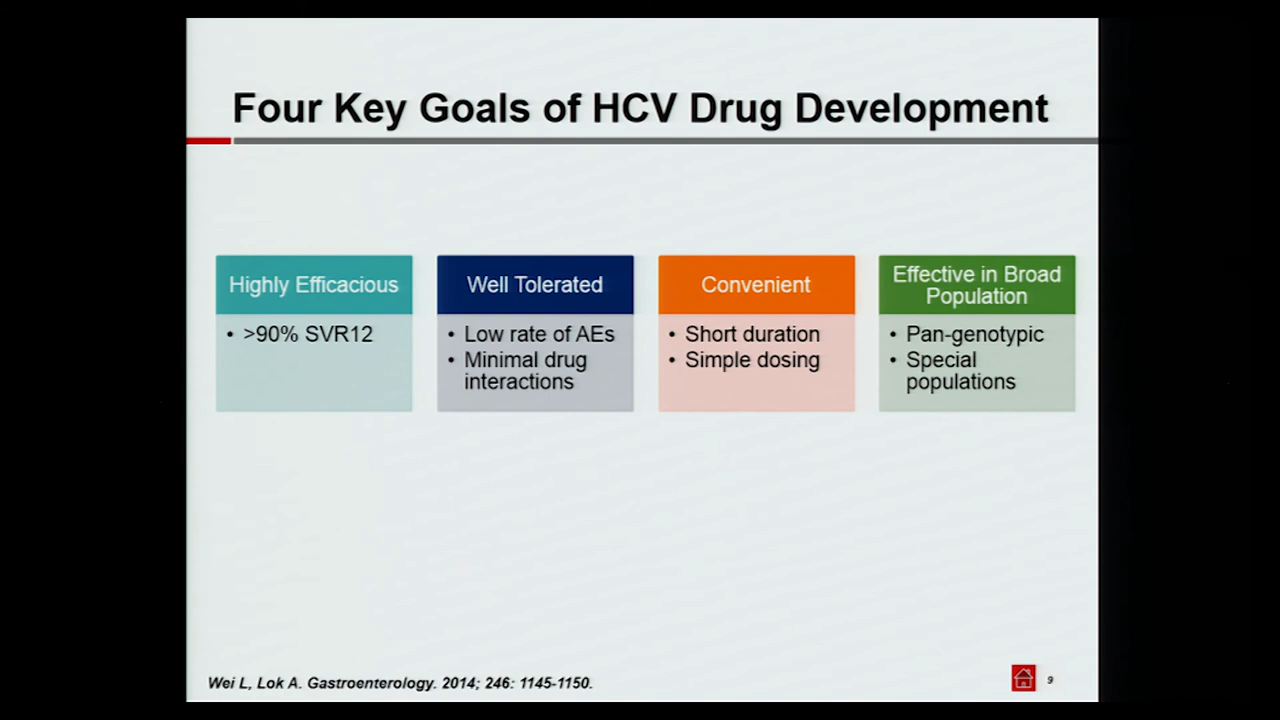 Four Key Goals of HCV Drug Development
Highly Efficacious
• >90% SVR12
Well Tolerated
• Low rate of AEs
• Minimal drug
interactions
Convenient
• Short duration
• Simple dosing
Effective in Broad
Population
• Pan-genotypic
• Special
populations
Wei L, Lok A. Gastroenterology. 2014; 246: 1145-1150.
9